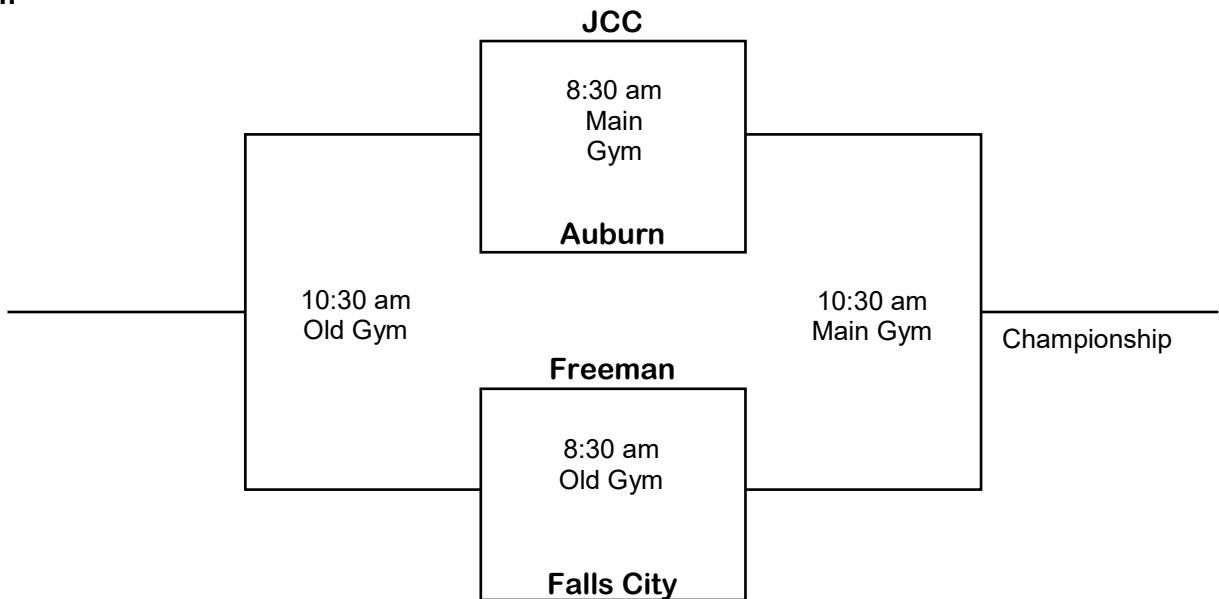 JCC
8:30 am
Main
Gym
Auburn
10:30 am
Old Gym
10:30 am
Main Gym
Championship
Freeman
8:30 am
Old Gym
Falls City